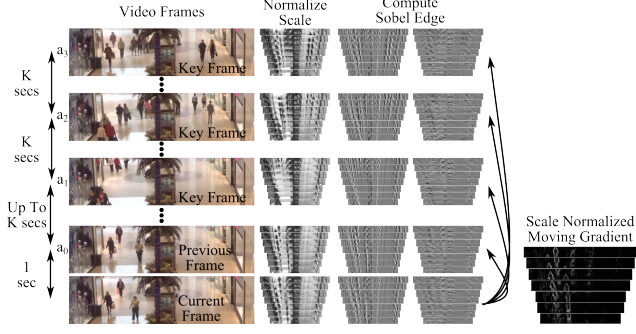 Video Frames
Normalize
Scale
Compute
Sobel Edge
a3
Key Frame
K
secs
a2
Key Frame
K
secs
a1
Key Frame
Up To
K secs
a0
Previous
Frame
1
sec
Current
Frame
Scale Normalized
Moving Gradient